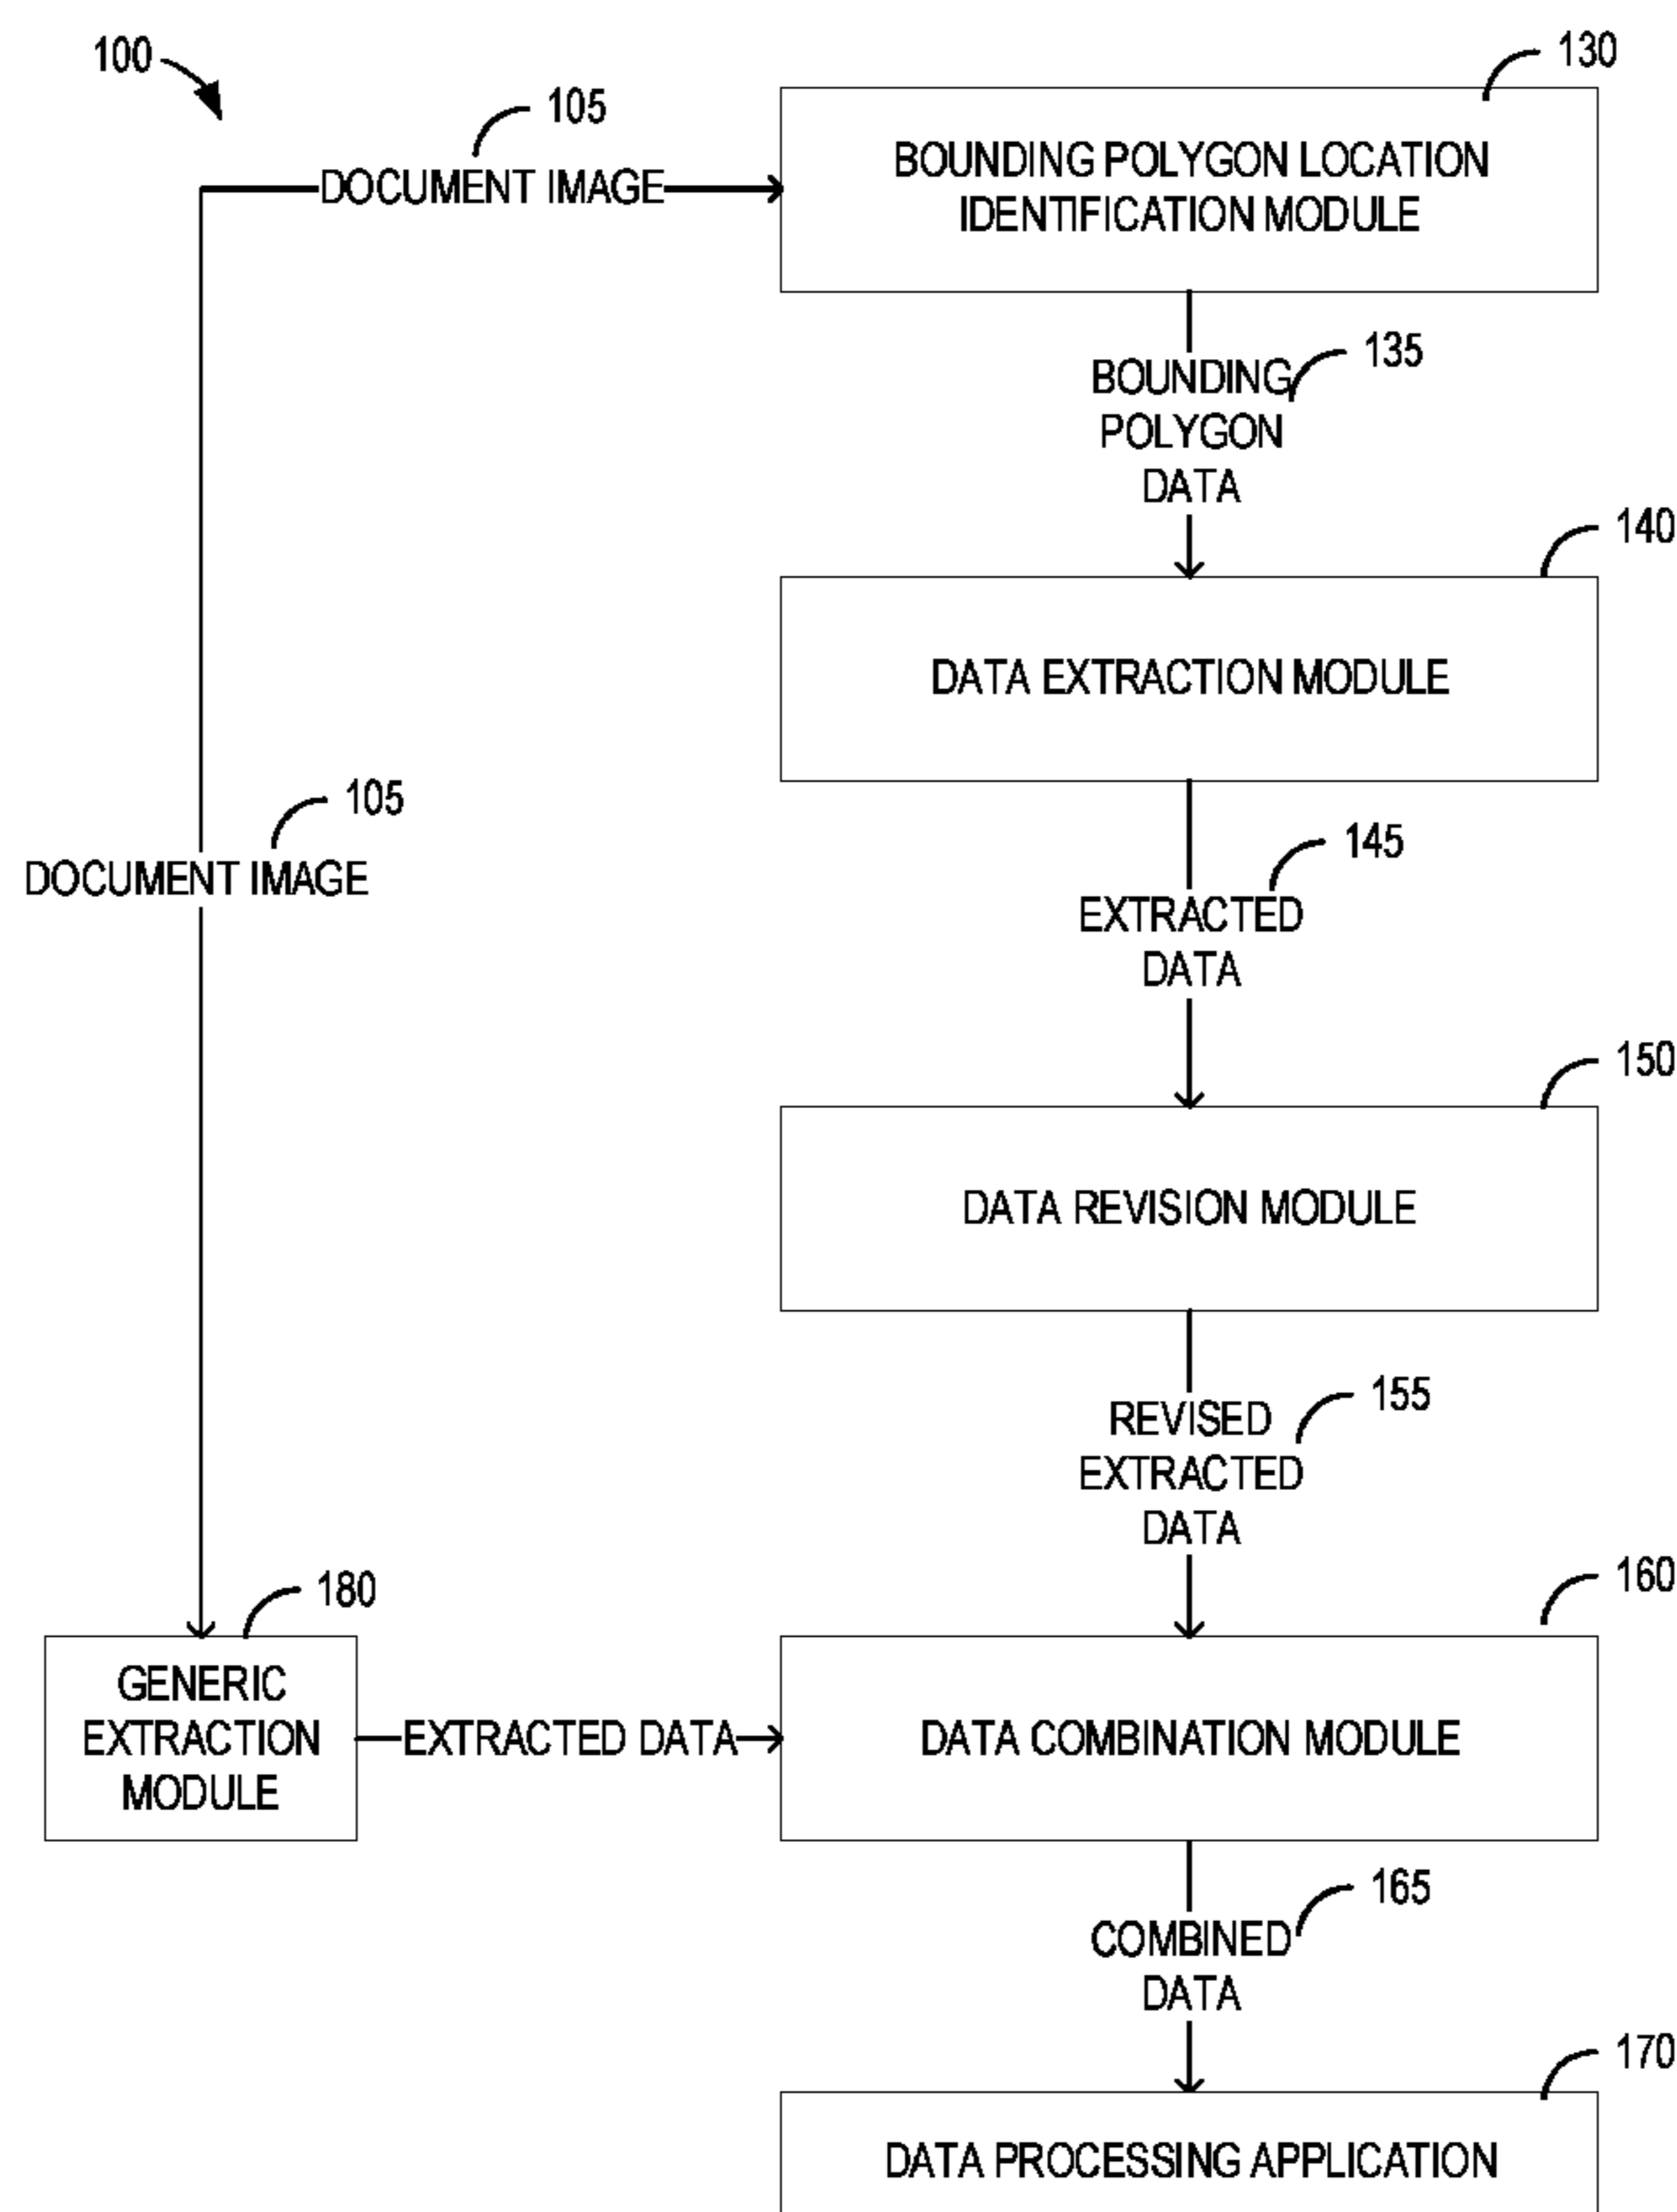 100
130
105
DOCUMENT IMAGE
BOUNDING POLYGON LOCATION
IDENTIFICATION MODULE
135
BOUNDING
POLYGON
DATA
140
DATA EXTRACTION MODULE
105
DOCUMENT IMAGE
145
EXTRACTED
DATA
150
DATA REVISION MODULE
155
REVISED
EXTRACTED
DATA
160
180
GENERIC
EXTRACTION
MODULE
EXTRACTED DATA
DATA COMBINATION MODULE
165
COMBINED
DATA
170
DATA PROCESSING APPLICATION